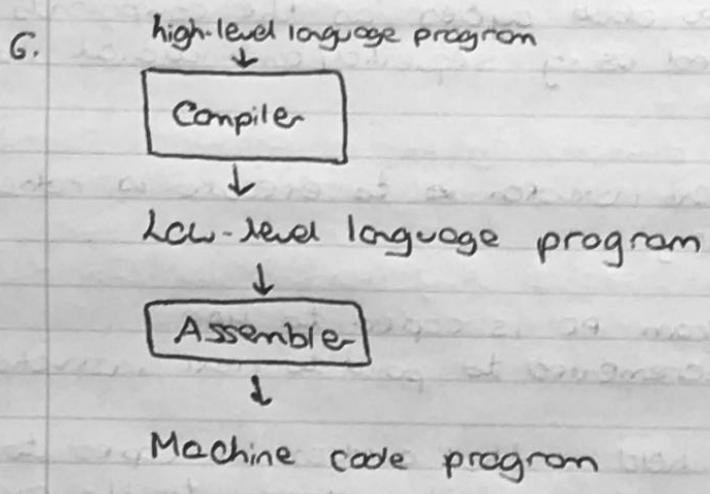 6.
high-level language program
Compiler
Low-level language program
Assembler
Machine code program